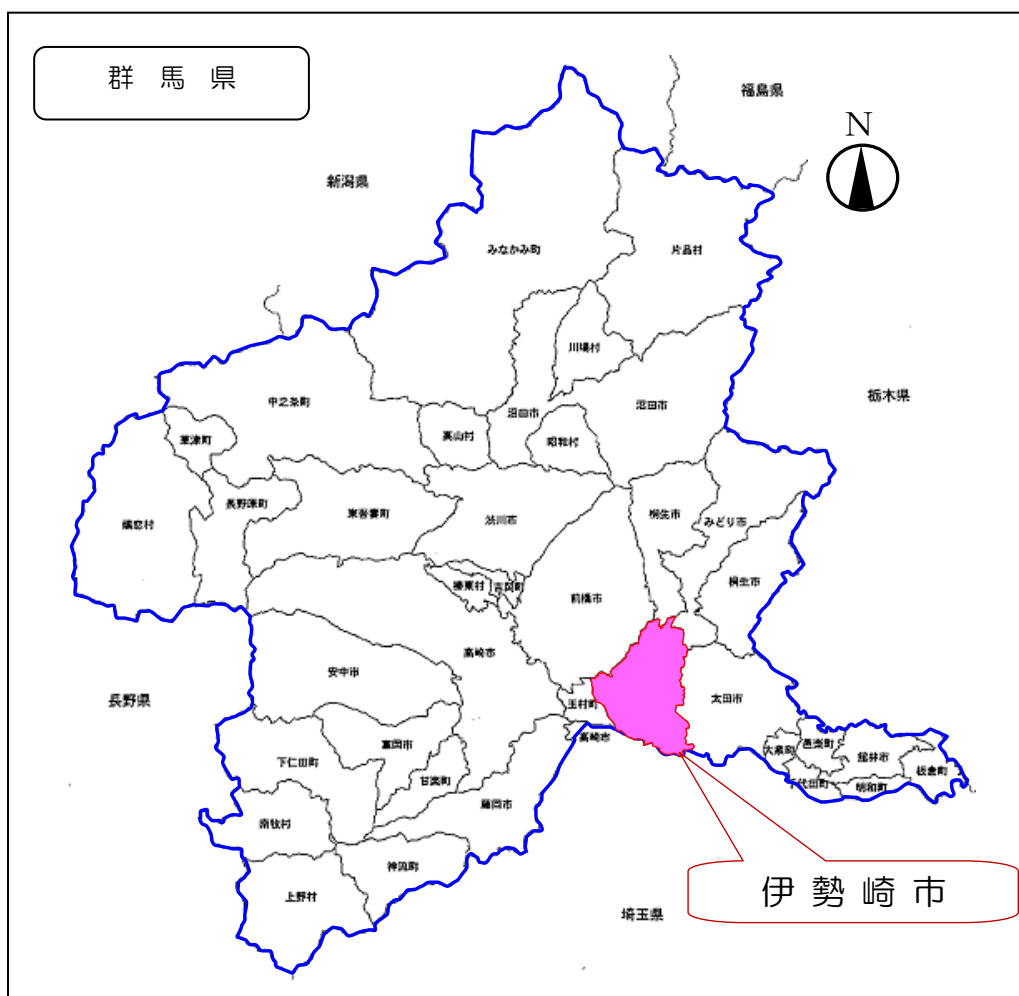 群馬県
福島県
N
新潟県
みなかみ町
片品村
川場村
栃木県
中之条町
沼田市
沼田市
高山村
昭和村
草津町
長野原町
東吾妻町
渋川市
桐生市
みどり市
嬬恋村
榛東村
吉岡町
前橋市
桐生市
高崎市
安中市
長野県
玉村町
太田市
高崎市
富岡市
大泉町
邑楽町
館林市
板倉町
下仁田町
甘楽町
千代田町
明和町
藤岡市
南牧村
神流町
上野村
伊勢崎市
埼玉県